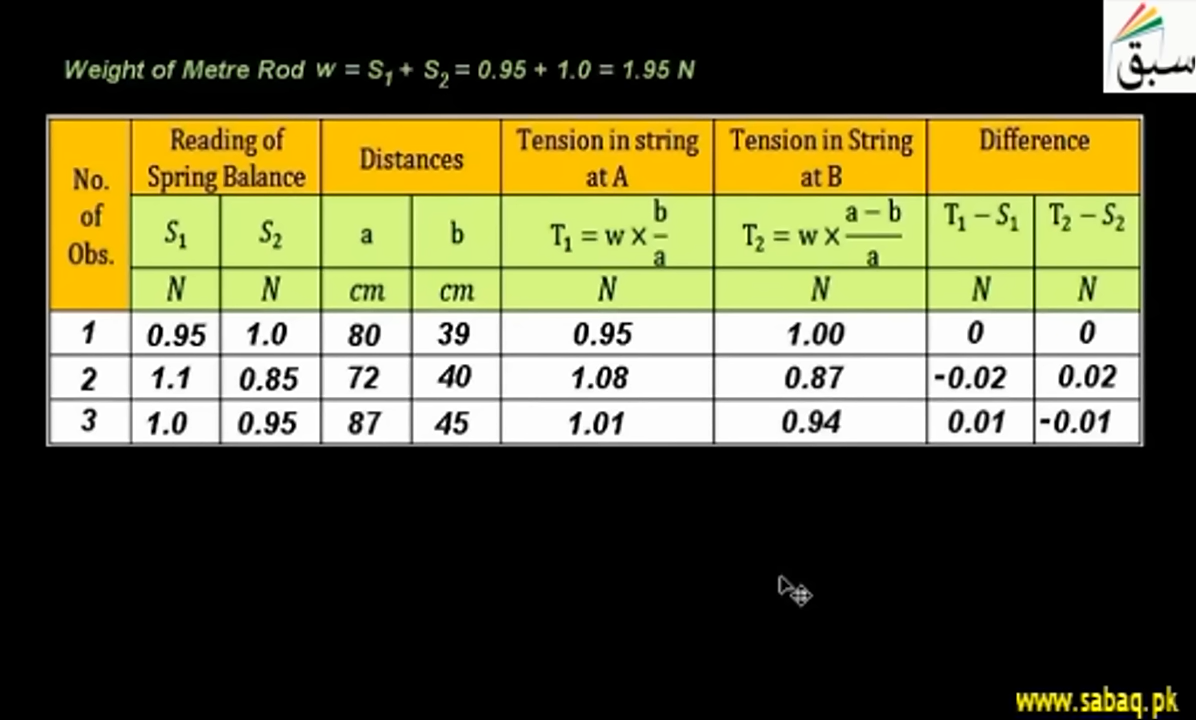 سبق
Weight of Metre Rod w = S₁ + S₂ = 0.95 + 1.0 = 1.95 N
No. of Obs. | Reading of Spring Balance | Distances | Tension in string at A | Tension in String at B | Difference
S₁ | S₂ | a | b | T₁ = w × b/a | T₂ = w × (a − b)/a | T₁ − S₁ | T₂ − S₂
N | N | cm | cm | N | N | N | N
1 | 0.95 | 1.0 | 80 | 39 | 0.95 | 1.00 | 0 | 0
2 | 1.1 | 0.85 | 72 | 40 | 1.08 | 0.87 | -0.02 | 0.02
3 | 1.0 | 0.95 | 87 | 45 | 1.01 | 0.94 | 0.01 | -0.01
www.sabaq.pk